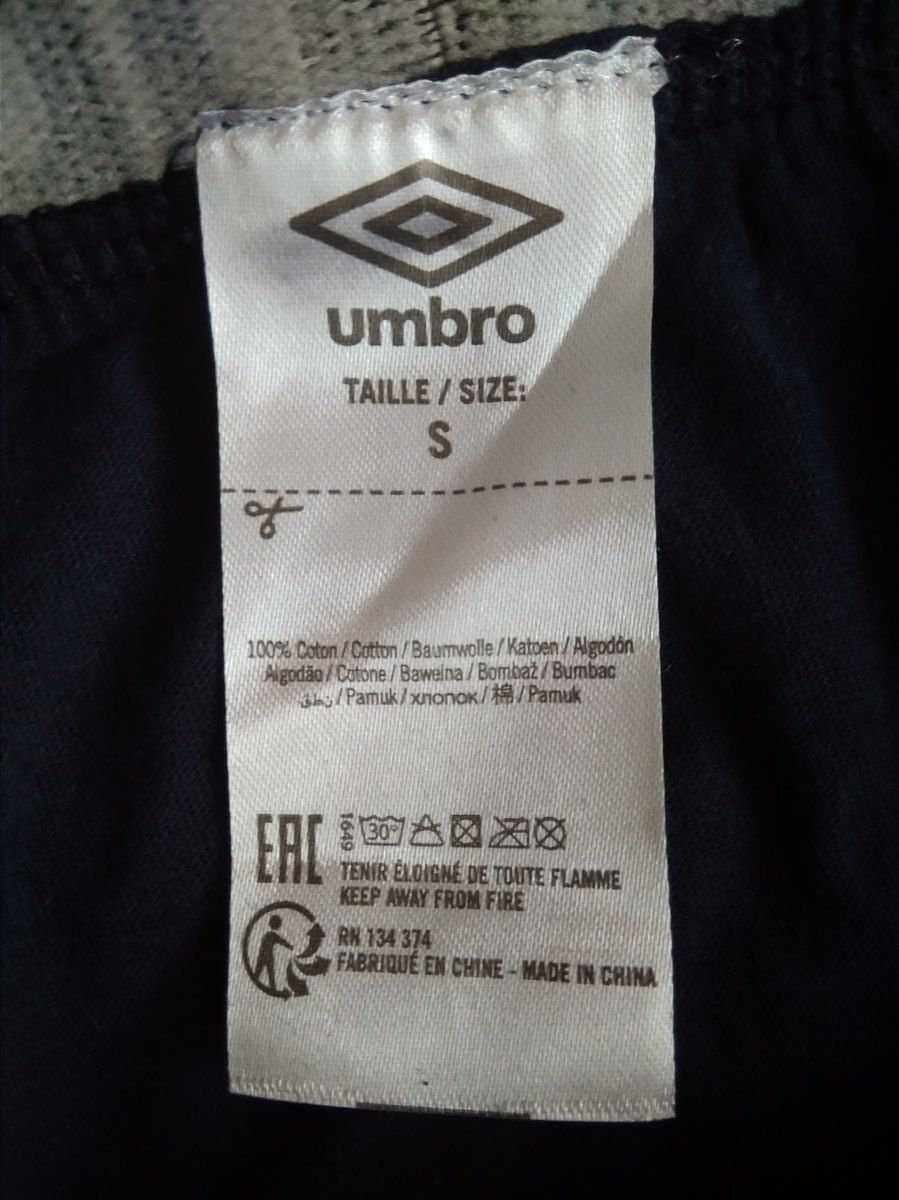 umbro
TAILLE / SIZE:
S
100% Coton / Cotton / Baumwolle / Katoen / Algodón
Algodão / Cotone / Bawełna / Bombaž / Bumbac
قطن / Pamuk / хлопок / 棉 / Pamuk
EAC
1649
30°
TENIR ÉLOIGNÉ DE TOUTE FLAMME
KEEP AWAY FROM FIRE
RN 134 374
FABRIQUÉ EN CHINE - MADE IN CHINA